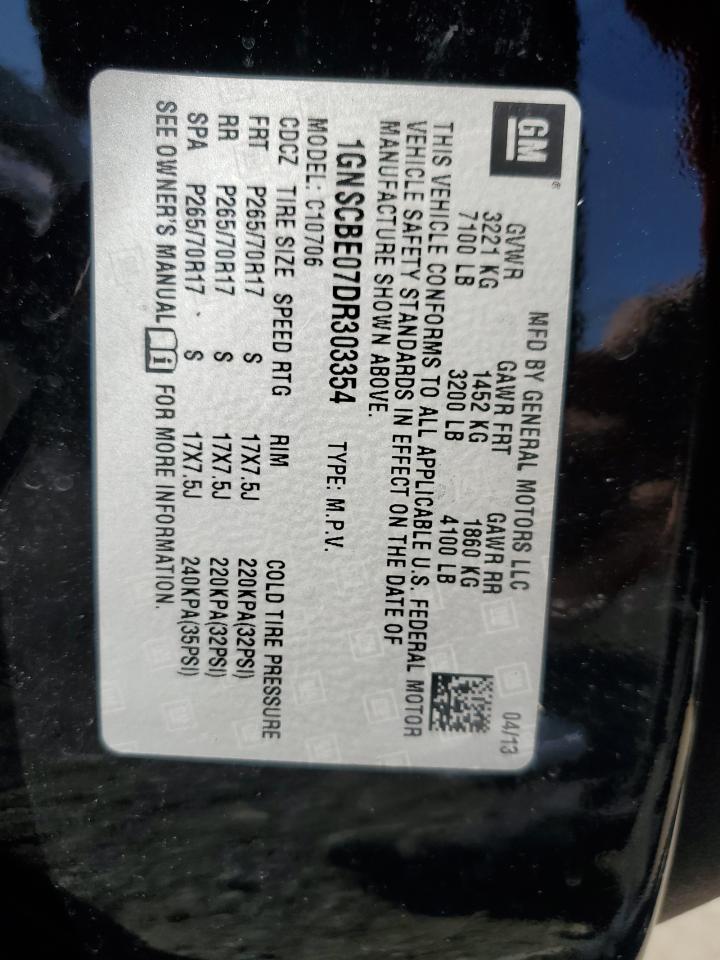 GM®
MFD BY GENERAL MOTORS LLC 04/13
GVWR GAWR FRT GAWR RR
3221 KG 1452 KG 1860 KG
7100 LB 3200 LB 4100 LB
THIS VEHICLE CONFORMS TO ALL APPLICABLE U.S. FEDERAL MOTOR
VEHICLE SAFETY STANDARDS IN EFFECT ON THE DATE OF
MANUFACTURE SHOWN ABOVE.
1GNSCBE07DR303354 TYPE: M.P.V.
MODEL: C10706
CDCZ TIRE SIZE SPEED RTG RIM COLD TIRE PRESSURE
FRT P265/70R17 S 17X7.5J 220KPA(32PSI)
RR P265/70R17 S 17X7.5J 220KPA(32PSI)
SPA P265/70R17 S 17X7.5J 240KPA(35PSI)
SEE OWNER'S MANUAL i FOR MORE INFORMATION.